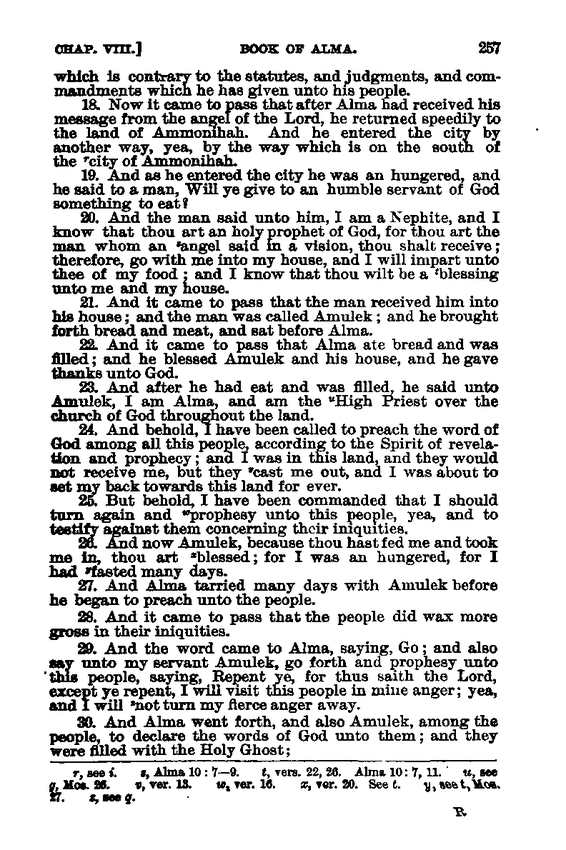 CHAP. VIII.] BOOK OF ALMA. 257
which is contrary to the statutes, and judgments, and com-
mandments which he has given unto his people.
18. Now it came to pass that after Alma had received his
message from the angel of the Lord, he returned speedily to
the land of Ammonihah. And he entered the city by
another way, yea, by the way which is on the south of
the ʳcity of Ammonihah.
19. And as he entered the city he was an hungered, and
he said to a man, Will ye give to an humble servant of God
something to eat?
20. And the man said unto him, I am a Nephite, and I
know that thou art an holy prophet of God, for thou art the
man whom an ˢangel said in a vision, thou shalt receive;
therefore, go with me into my house, and I will impart unto
thee of my food; and I know that thou wilt be a ᵗblessing
unto me and my house.
21. And it came to pass that the man received him into
his house; and the man was called Amulek; and he brought
forth bread and meat, and sat before Alma.
22. And it came to pass that Alma ate bread and was
filled; and he blessed Amulek and his house, and he gave
thanks unto God.
23. And after he had eat and was filled, he said unto
Amulek, I am Alma, and am the ᵘHigh Priest over the
church of God throughout the land.
24. And behold, I have been called to preach the word of
God among all this people, according to the Spirit of revela-
tion and prophecy; and I was in this land, and they would
not receive me, but they ᵛcast me out, and I was about to
set my back towards this land for ever.
25. But behold, I have been commanded that I should
turn again and ʷprophesy unto this people, yea, and to
testify against them concerning their iniquities.
26. And now Amulek, because thou hast fed me and took
me in, thou art ˣblessed; for I was an hungered, for I
had ʸfasted many days.
27. And Alma tarried many days with Amulek before
he began to preach unto the people.
28. And it came to pass that the people did wax more
gross in their iniquities.
29. And the word came to Alma, saying, Go; and also
say unto my servant Amulek, go forth and prophesy unto
this people, saying, Repent ye, for thus saith the Lord,
except ye repent, I will visit this people in mine anger; yea,
and I will ᶻnot turn my fierce anger away.
30. And Alma went forth, and also Amulek, among the
people, to declare the words of God unto them; and they
were filled with the Holy Ghost;
r, see i. s, Alma 10: 7—9. t, vers. 22, 26. Alma 10: 7, 11. u, see
g, Mos. 26. v, ver. 13. w, ver. 16. x, ver. 20. See t. y, see t, Mos.
27. z, see q.
R